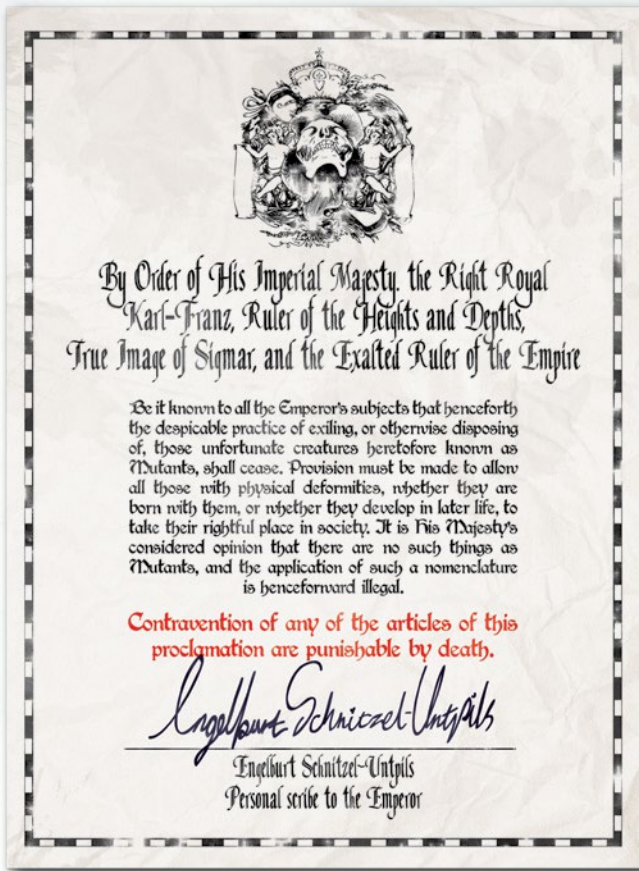 By Order of His Imperial Majesty. the Right Royal
Karl-Franz, Ruler of the Heights and Depths,
True Image of Sigmar, and the Exalted Ruler of the Empire
Be it known to all the Emperor's subjects that henceforth
the despicable practice of exiling, or otherwise disposing
of, those unfortunate creatures heretofore known as
Mutants, shall cease. Provision must be made to allow
all those with physical deformities, whether they are
born with them, or whether they develop in later life, to
take their rightful place in society. It is His Majesty's
considered opinion that there are no such things as
Mutants, and the application of such a nomenclature
is henceforward illegal.
Contravention of any of the articles of this
proclamation are punishable by death.
Engelburt Schnitzel-Untpils
Engelburt Schnitzel-Untpils
Personal scribe to the Emperor